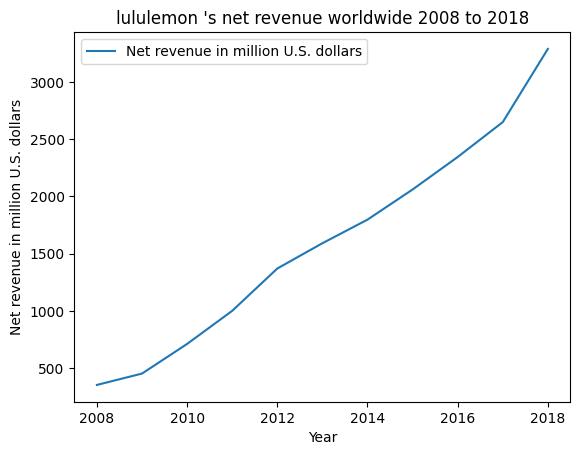 lululemon 's net revenue worldwide 2008 to 2018
Net revenue in million U.S. dollars
Net revenue in million U.S. dollars
3000
2500
2000
1500
1000
500
2008 2010 2012 2014 2016 2018
Year